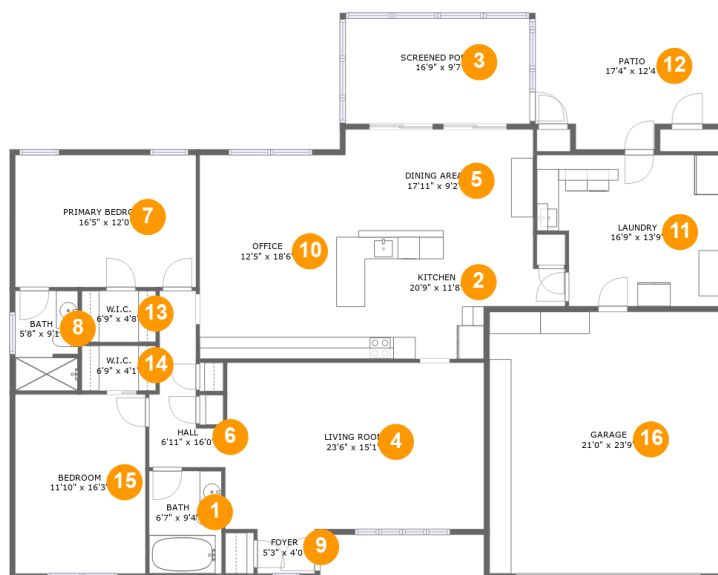 SCREENED PO
16'9" x 9'7
3
PATIO
17'4" x 12'4
12
DINING AREA
17'11" x 9'2"
5
PRIMARY BEDRO
16'5" x 12'0
7
LAUNDRY
16'9" x 13'9"
11
OFFICE
12'5" x 18'6"
10
KITCHEN
20'9" x 11'8"
2
W.I.C.
6'9" x 4'8"
13
BATH
5'8" x 9'1"
8
W.I.C.
6'9" x 4'1"
14
HALL
6'11" x 16'0"
6
LIVING ROOM
23'6" x 15'1"
4
GARAGE
21'0" x 23'9"
16
BEDROOM
11'10" x 16'3"
15
BATH
6'7" x 9'4"
1
FOYER
5'3" x 4'0"
9